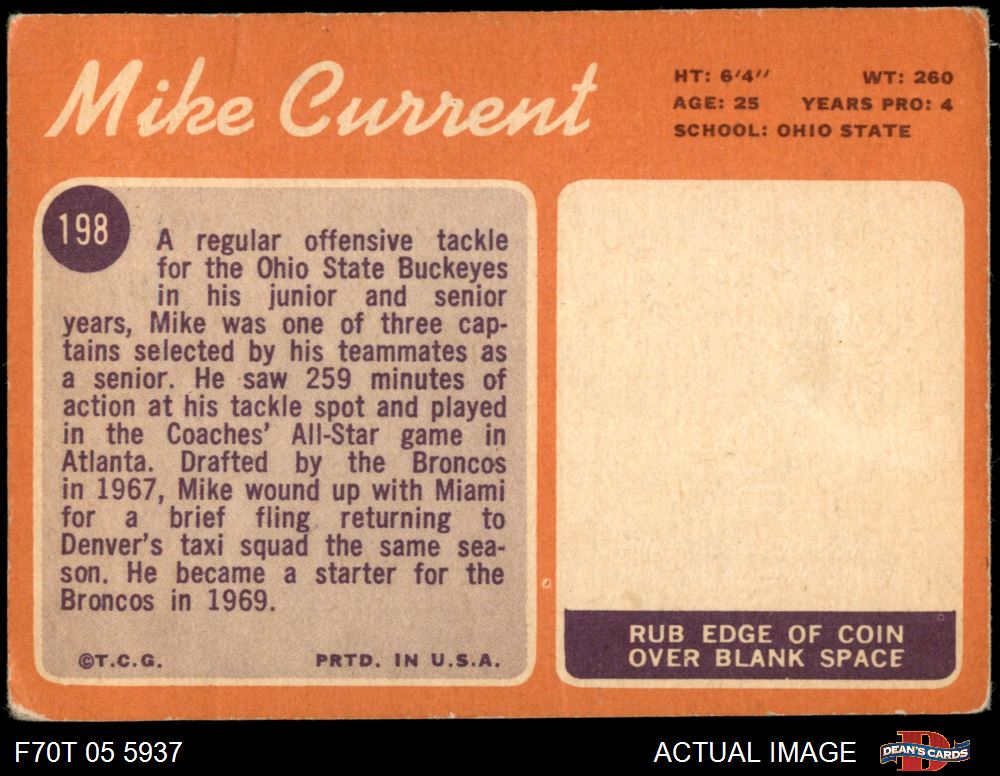 Mike Current
HT: 6'4'' WT: 260
AGE: 25 YEARS PRO: 4
SCHOOL: OHIO STATE
198
A regular offensive tackle
for the Ohio State Buckeyes
in his junior and senior
years, Mike was one of three cap-
tains selected by his teammates as
a senior. He saw 259 minutes of
action at his tackle spot and played
in the Coaches' All-Star game in
Atlanta. Drafted by the Broncos
in 1967, Mike wound up with Miami
for a brief fling returning to
Denver's taxi squad the same sea-
son. He became a starter for the
Broncos in 1969.
©T.C.G. PRTD. IN U.S.A.
RUB EDGE OF COIN
OVER BLANK SPACE
F70T 05 5937
ACTUAL IMAGE
D
DEAN'S CARDS